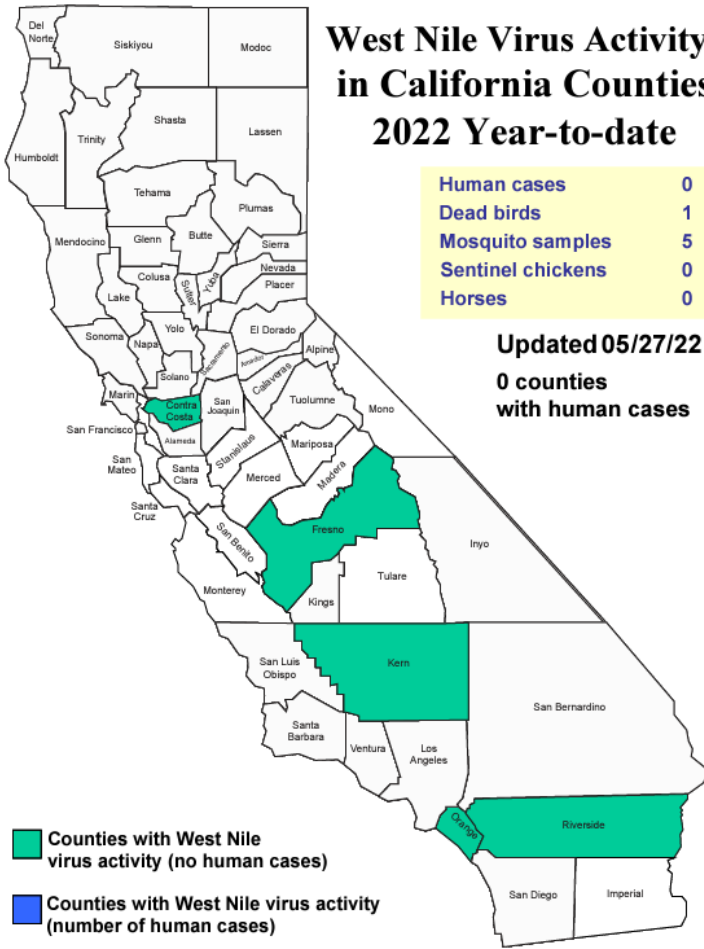 West Nile Virus Activity
in California Counties
2022 Year-to-date
Human cases 0
Dead birds 1
Mosquito samples 5
Sentinel chickens 0
Horses 0
Updated 05/27/22
0 counties
with human cases
Del
Norte
Siskiyou
Modoc
Humboldt
Trinity
Shasta
Lassen
Tehama
Plumas
Mendocino
Glenn
Butte
Sierra
Nevada
Placer
Colusa
Sutter
Yuba
Lake
Sonoma
Napa
Yolo
El Dorado
Sacramento
Amador
Alpine
Solano
Calaveras
Marin
Contra
Costa
San
Joaquin
Tuolumne
Mono
San Francisco
Alameda
Stanislaus
Mariposa
San
Mateo
Santa
Clara
Merced
Madera
Santa
Cruz
San Benito
Fresno
Inyo
Monterey
Kings
Tulare
San Luis
Obispo
Kern
San Bernardino
Santa
Barbara
Ventura
Los
Angeles
Orange
Riverside
San Diego
Imperial
Counties with West Nile
virus activity (no human cases)
Counties with West Nile virus activity
(number of human cases)